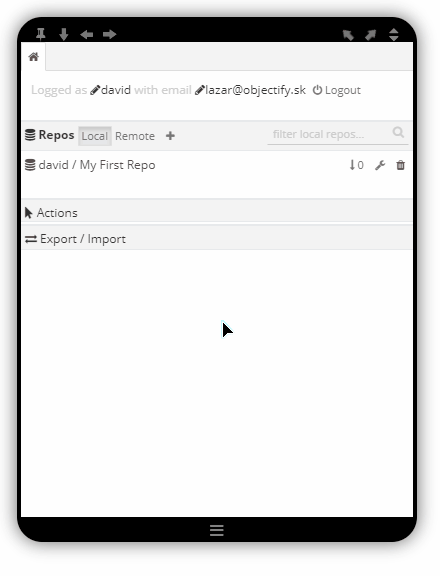 Logged as david with email lazar@objectify.sk Logout
Repos Local Remote + filter local repos...
david / My First Repo 0
Actions
Export / Import